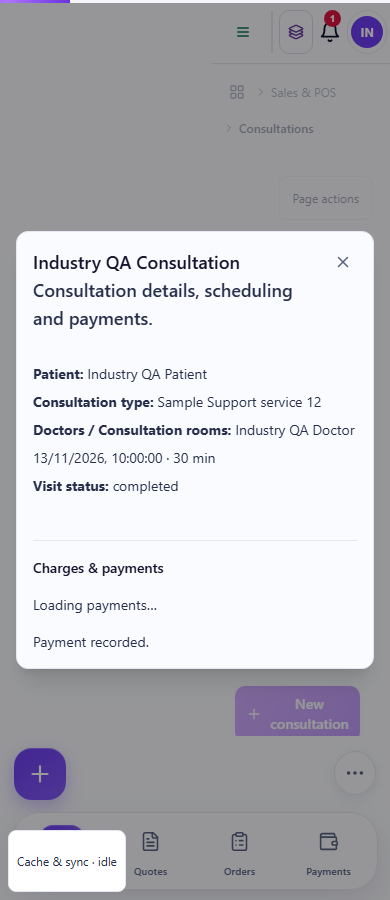 1
IN
Sales & POS
Consultations
Page actions
Industry QA Consultation
Consultation details, scheduling
and payments.
Patient: Industry QA Patient
Consultation type: Sample Support service 12
Doctors / Consultation rooms: Industry QA Doctor
13/11/2026, 10:00:00 · 30 min
Visit status: completed
Charges & payments
Loading payments...
Payment recorded.
New
consultation
Cache & sync · idle
Quotes
Orders
Payments